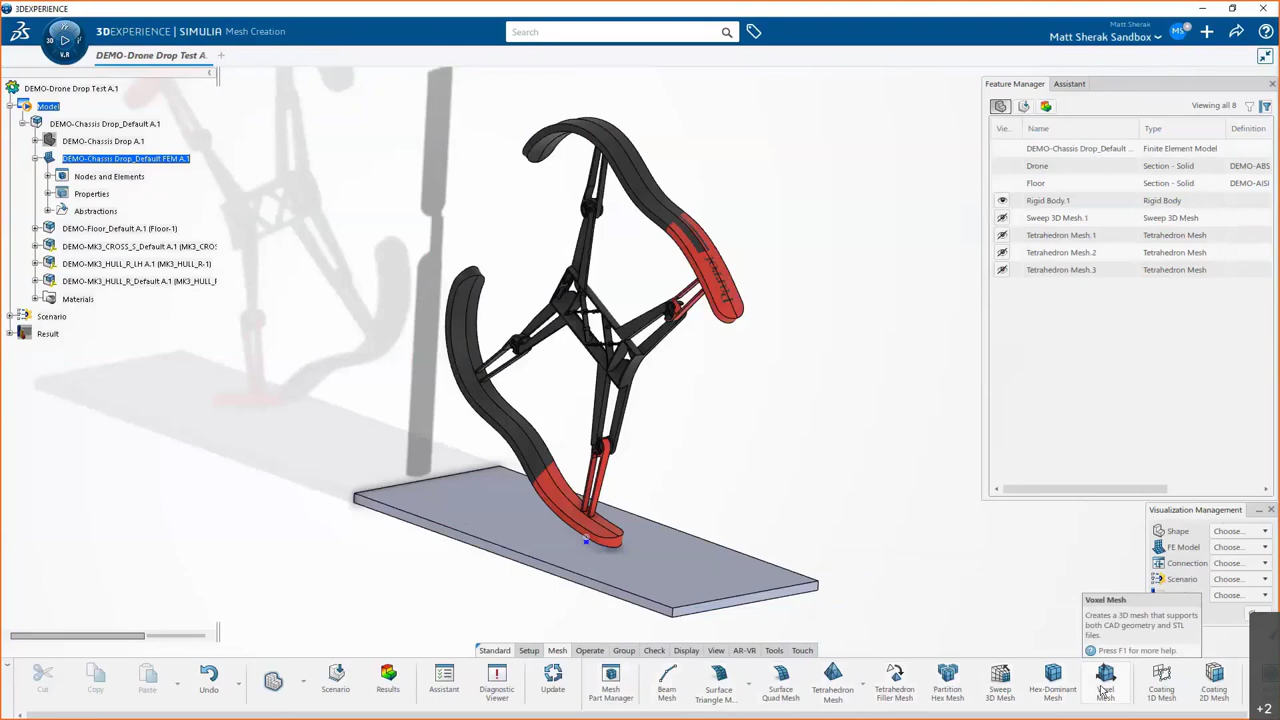 3DEXPERIENCE
3DEXPERIENCE | SIMULIA Mesh Creation
Search
Matt Sherak
Matt Sherak Sandbox
MS
V.R
3D
DEMO-Drone Drop Test A.
DEMO-Drone Drop Test A.1
Model
DEMO-Chassis Drop_Default A.1
DEMO-Chassis Drop A.1
DEMO-Chassis Drop_Default FEM A.1
Nodes and Elements
Properties
Abstractions
DEMO-Floor_Default A.1 (Floor-1)
DEMO-MK3_CROSS_S_Default A.1 (MK3_CROS
DEMO-MK3_HULL_R_LH A.1 (MK3_HULL_R-1)
DEMO-MK3_HULL_R_Default A.1 (MK3_HULL_F
Materials
Scenario
Result
Feature Manager Assistant
Viewing all 8
Vie... Name Type Definition
DEMO-Chassis Drop_Default ... Finite Element Model
Drone Section - Solid DEMO-ABS
Floor Section - Solid DEMO-AISI
Rigid Body.1 Rigid Body
Sweep 3D Mesh.1 Sweep 3D Mesh
Tetrahedron Mesh.1 Tetrahedron Mesh
Tetrahedron Mesh.2 Tetrahedron Mesh
Tetrahedron Mesh.3 Tetrahedron Mesh
Visualization Management
Shape Choose...
FE Model Choose...
Connection Choose...
Scenario Choose...
Choose...
Voxel Mesh
Creates a 3D mesh that supports
both CAD geometry and STL
files.
Press F1 for more help.
Standard Setup Mesh Operate Group Check Display View AR-VR Tools Touch
Cut Copy Paste Undo Scenario Results Assistant Diagnostic Viewer Update Mesh Part Manager Beam Mesh Surface Triangle M... Surface Quad Mesh Tetrahedron Mesh Tetrahedron Filler Mesh Partition Hex Mesh Sweep 3D Mesh Hex-Dominant Mesh Voxel Mesh Coating 1D Mesh Coating 2D Mesh
+2